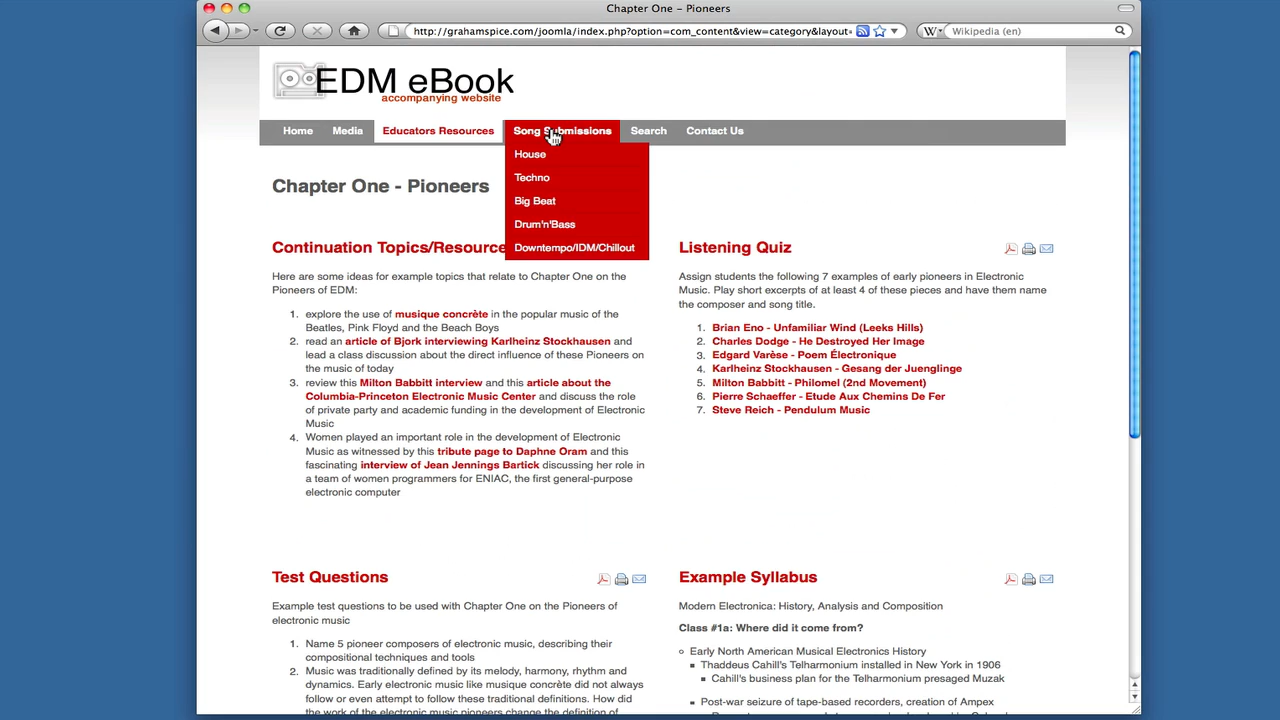 Chapter One – Pioneers
http://grahamspice.com/joomla/index.php?option=com_content&view=category&layout=
W
Wikipedia (en)
EDM eBook
accompanying website
Home Media Educators Resources Song Submissions Search Contact Us
House
Techno
Big Beat
Drum'n'Bass
Downtempo/IDM/Chillout
Chapter One - Pioneers
Continuation Topics/Resource
Here are some ideas for example topics that relate to Chapter One on the
Pioneers of EDM:
1. explore the use of musique concrète in the popular music of the
Beatles, Pink Floyd and the Beach Boys
2. read an article of Bjork interviewing Karlheinz Stockhausen and
lead a class discussion about the direct influence of these Pioneers on
the music of today
3. review this Milton Babbitt interview and this article about the
Columbia-Princeton Electronic Music Center and discuss the role
of private party and academic funding in the development of Electronic
Music
4. Women played an important role in the development of Electronic
Music as witnessed by this tribute page to Daphne Oram and this
fascinating interview of Jean Jennings Bartick discussing her role in
a team of women programmers for ENIAC, the first general-purpose
electronic computer
Listening Quiz
Assign students the following 7 examples of early pioneers in Electronic
Music. Play short excerpts of at least 4 of these pieces and have them name
the composer and song title.
1. Brian Eno - Unfamiliar Wind (Leeks Hills)
2. Charles Dodge - He Destroyed Her Image
3. Edgard Varèse - Poem Électronique
4. Karlheinz Stockhausen - Gesang der Juenglinge
5. Milton Babbitt - Philomel (2nd Movement)
6. Pierre Schaeffer - Etude Aux Chemins De Fer
7. Steve Reich - Pendulum Music
Test Questions
Example test questions to be used with Chapter One on the Pioneers of
electronic music
1. Name 5 pioneer composers of electronic music, describing their
compositional techniques and tools
2. Music was traditionally defined by its melody, harmony, rhythm and
dynamics. Early electronic music like musique concrète did not always
follow or even attempt to follow these traditional definitions. How did
the work of the electronic music pioneers change the definition of
Example Syllabus
Modern Electronica: History, Analysis and Composition
Class #1a: Where did it come from?
Early North American Musical Electronics History
Thaddeus Cahill's Telharmonium installed in New York in 1906
Cahill's business plan for the Telharmonium presaged Muzak
Post-war seizure of tape-based recorders, creation of Ampex